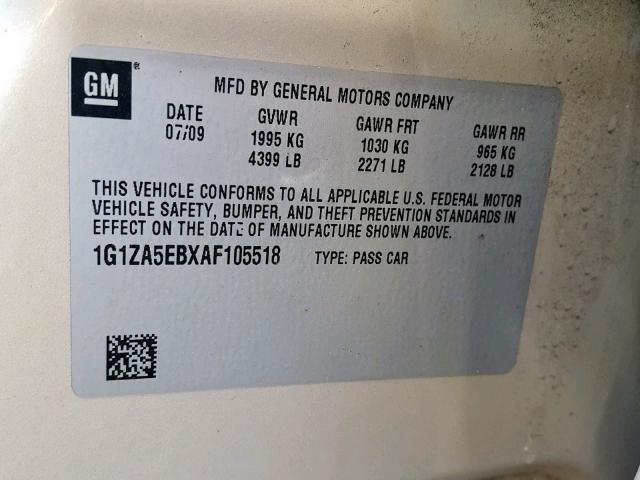 GM
MFD BY GENERAL MOTORS COMPANY
DATE GVWR GAWR FRT GAWR RR
07/09 1995 KG 1030 KG 965 KG
4399 LB 2271 LB 2128 LB
THIS VEHICLE CONFORMS TO ALL APPLICABLE U.S. FEDERAL MOTOR
VEHICLE SAFETY, BUMPER, AND THEFT PREVENTION STANDARDS IN
EFFECT ON THE DATE OF MANUFACTURE SHOWN ABOVE.
1G1ZA5EBXAF105518 TYPE: PASS CAR